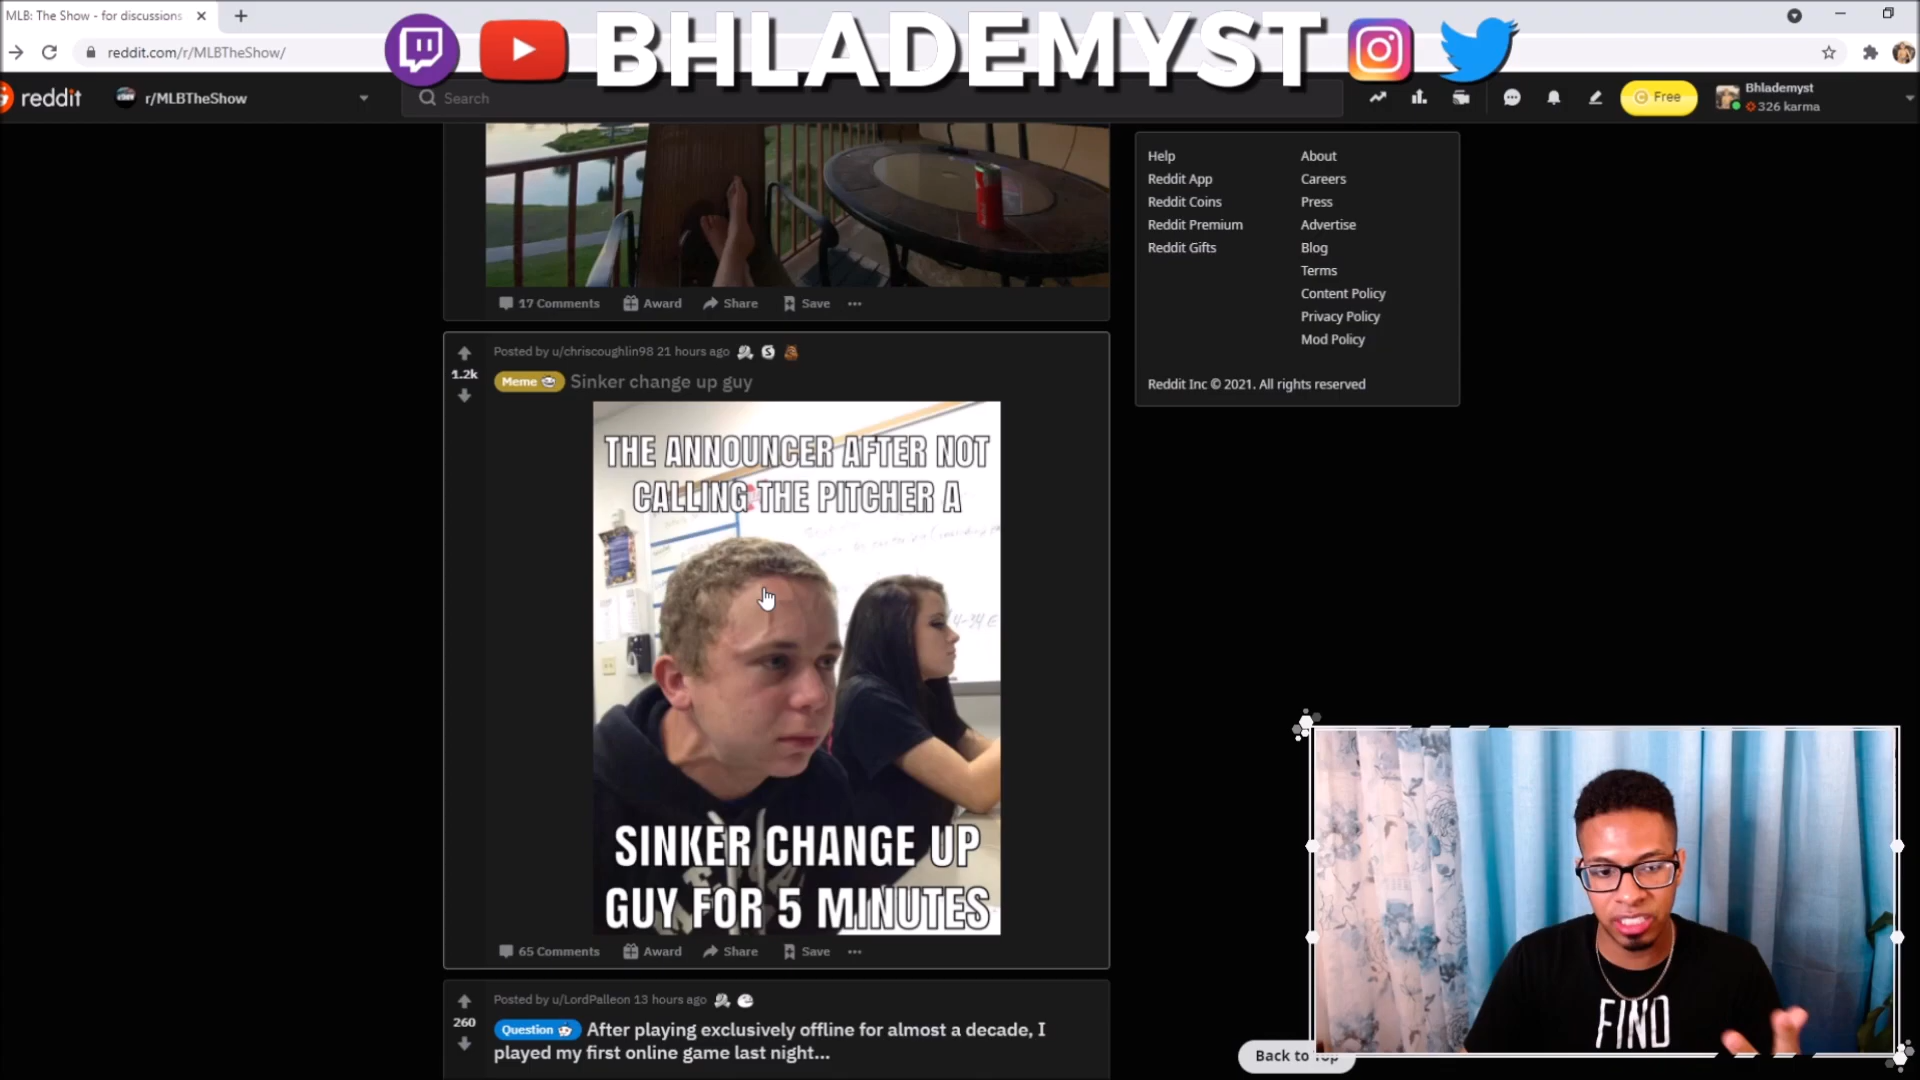 MLB: The Show - for discussions
reddit.com/r/MLBTheShow/
BHLADEMYST
reddit
r/MLBTheShow
Search
Free
Bhlademyst
326 karma
Help
About
Reddit App
Careers
Reddit Coins
Press
Reddit Premium
Advertise
Reddit Gifts
Blog
Terms
Content Policy
Privacy Policy
Mod Policy
Reddit Inc © 2021. All rights reserved
17 Comments
Award
Share
Save
Posted by u/chriscoughlin98 21 hours ago
1.2k
Meme
Sinker change up guy
THE ANNOUNCER AFTER NOT
CALLING THE PITCHER A
SINKER CHANGE UP
GUY FOR 5 MINUTES
65 Comments
Award
Share
Save
Posted by u/LordPalleon 13 hours ago
260
Question
After playing exclusively offline for almost a decade, I
played my first online game last night...
Back to Top
FIND